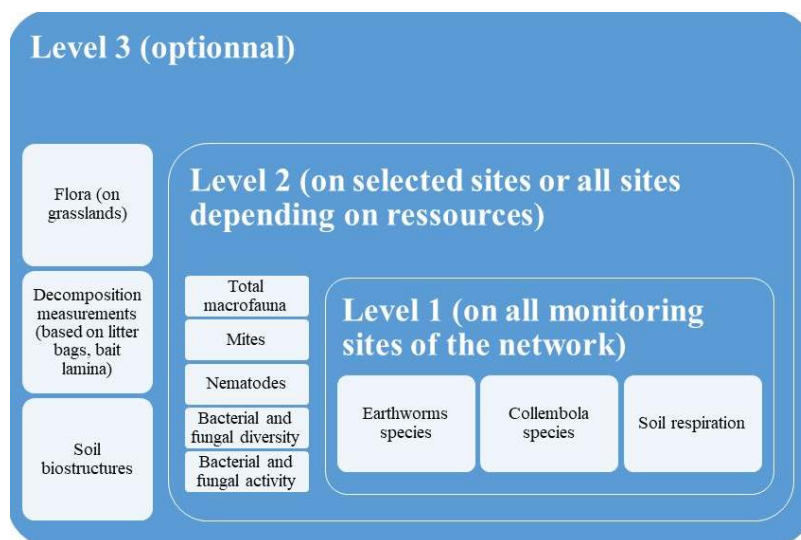 Level 3 (optionnal)
Flora (on
grasslands)
Decomposition
measurements
(based on litter
bags, bait
lamina)
Soil
biostructures
Level 2 (on selected sites or all sites
depending on ressources)
Total
macrofauna
Mites
Nematodes
Bacterial and
fungal diversity
Bacterial and
fungal activity
Level 1 (on all monitoring
sites of the network)
Earthworms
species
Collembola
species
Soil respiration